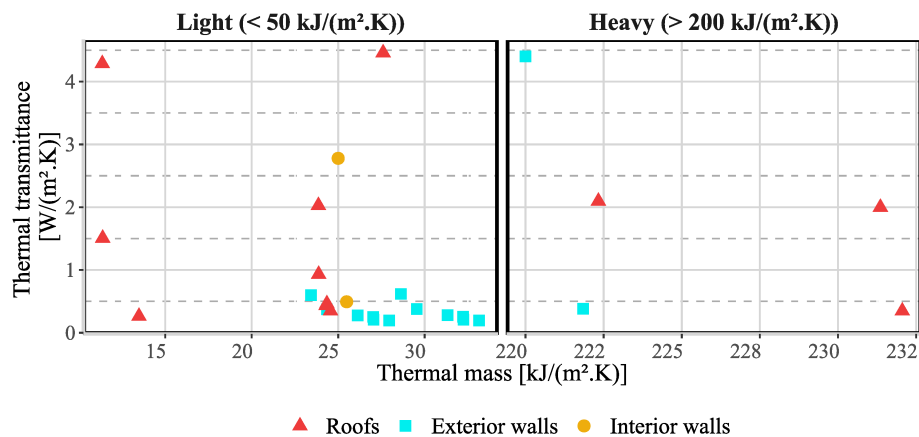 Light (< 50 kJ/(m².K))
Heavy (> 200 kJ/(m².K))
Thermal transmittance
[W/(m².K)]
4
3
2
1
0
15 20 25 30 220 222 225 228 230 232
Thermal mass [kJ/(m².K)]
Roofs Exterior walls Interior walls